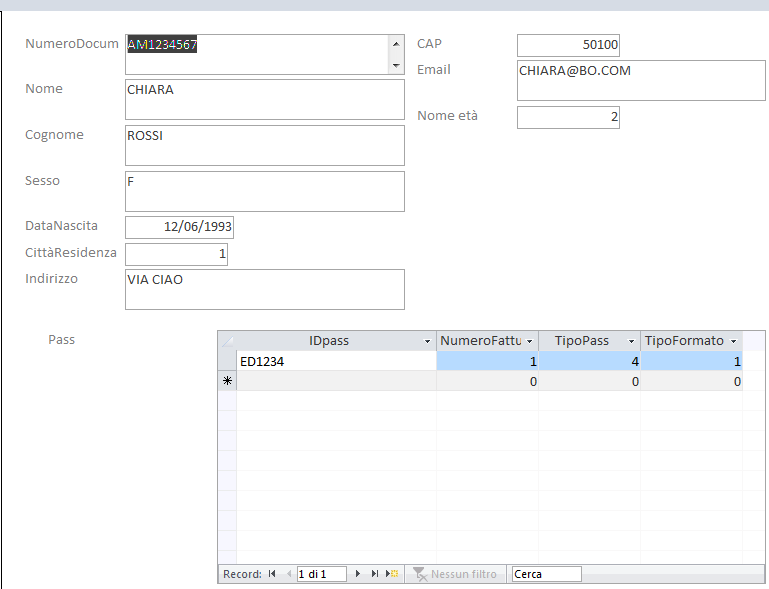 NumeroDocum AM1234567
Nome CHIARA
Cognome ROSSI
Sesso F
DataNascita 12/06/1993
CittàResidenza 1
Indirizzo VIA CIAO
CAP 50100
Email CHIARA@BO.COM
Nome età 2
Pass
IDpass NumeroFattu TipoPass TipoFormato
ED1234 1 4 1
0 0 0
Record: 1 di 1 Nessun filtro Cerca